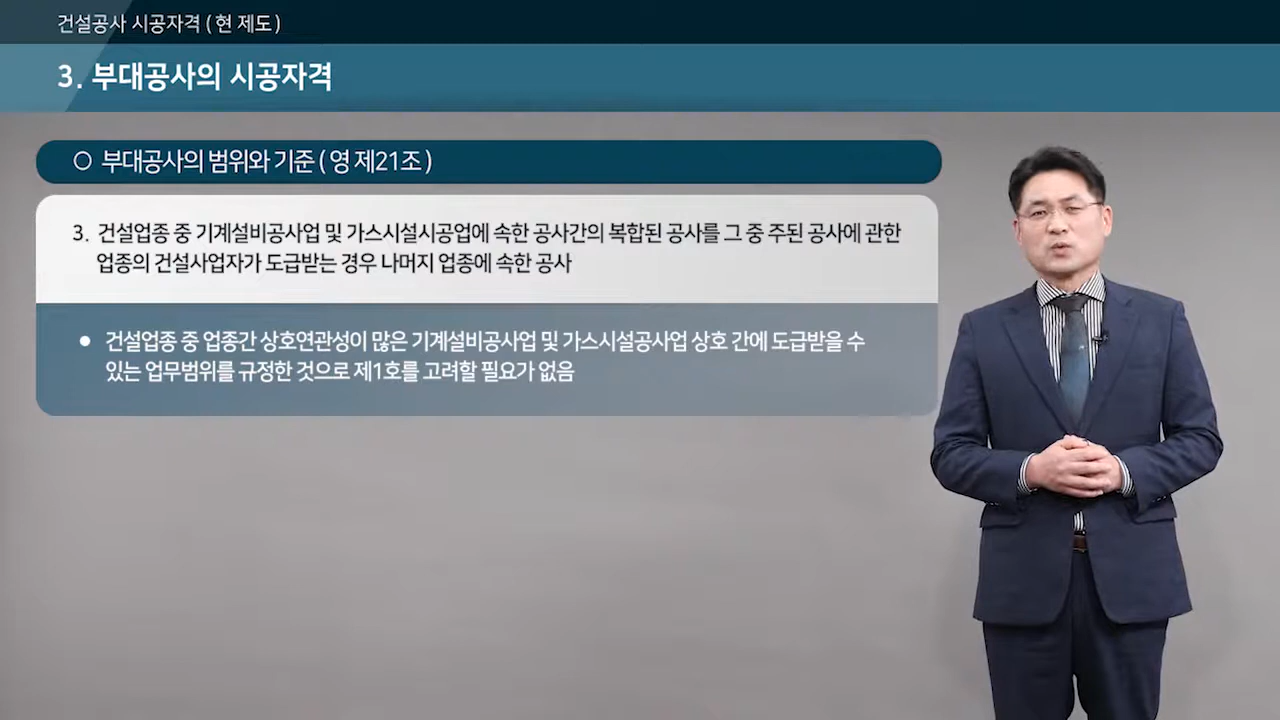 건설공사 시공자격 ( 현 제도 )
3. 부대공사의 시공자격
○ 부대공사의 범위와 기준 ( 영 제21조 )
3. 건설업종 중 기계설비공사업 및 가스시설시공업에 속한 공사간의 복합된 공사를 그 중 주된 공사에 관한
업종의 건설사업자가 도급받는 경우 나머지 업종에 속한 공사
● 건설업종 중 업종간 상호연관성이 많은 기계설비공사업 및 가스시설공사업 상호 간에 도급받을 수
있는 업무범위를 규정한 것으로 제1호를 고려할 필요가 없음